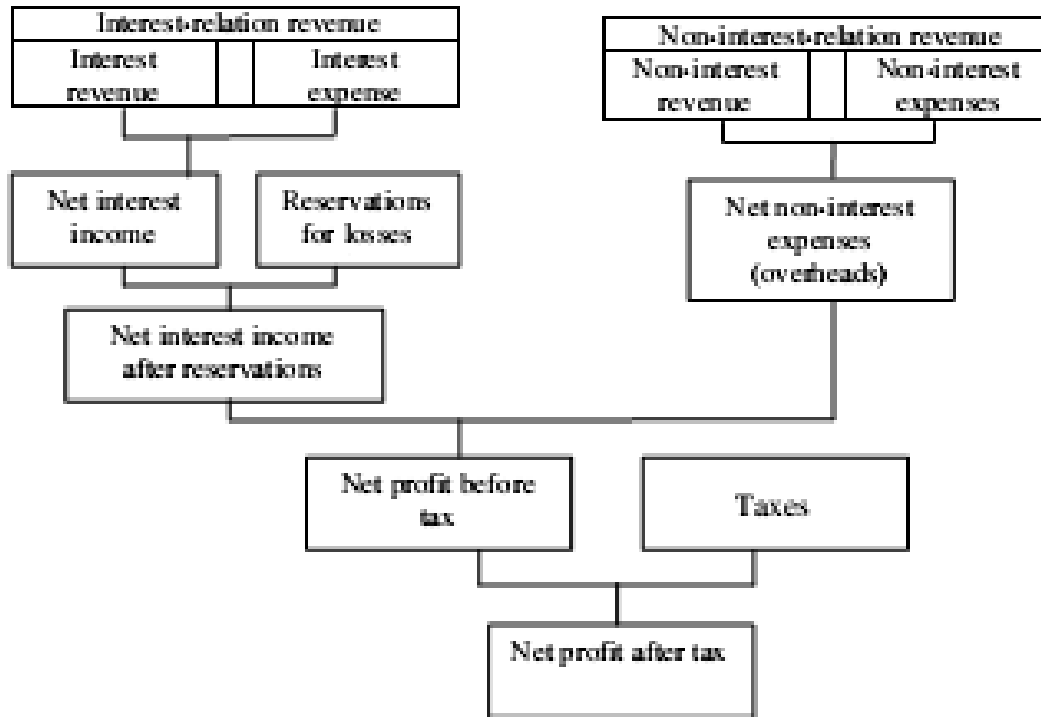 Interest-relation revenue
Interest
revenue
Interest
expense
Non-interest-relation revenue
Non-interest
revenue
Non-interest
expenses
Net interest
income
Reservations
for losses
Net non-interest
expenses
(overheads)
Net interest income
after reservations
Net profit before
tax
Taxes
Net profit after tax